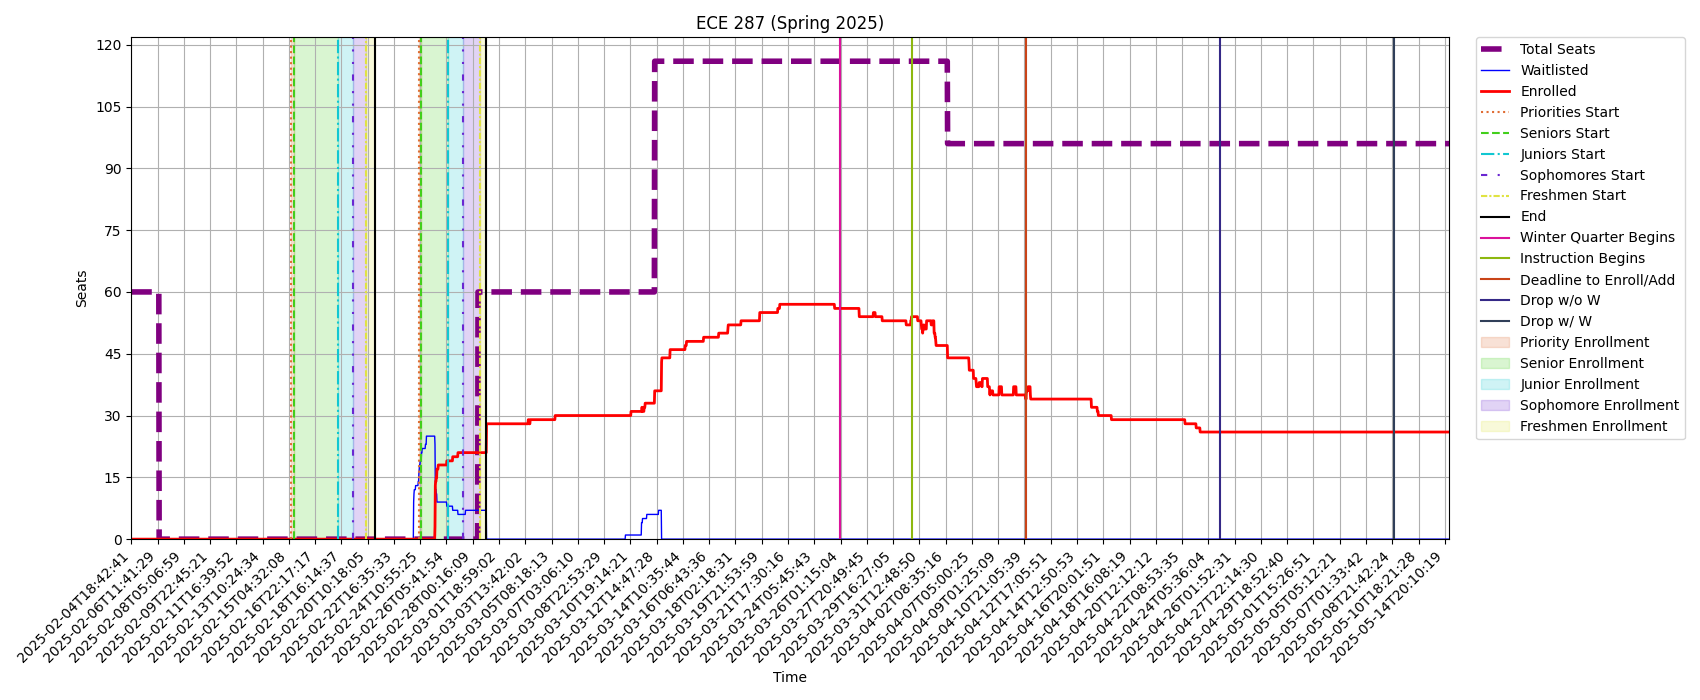 ECE 287 (Spring 2025)
Seats
120
105
90
75
60
45
30
15
0
2025-02-04T18:42:41
2025-02-06T11:41:29
2025-02-08T05:06:59
2025-02-09T22:45:21
2025-02-11T16:39:52
2025-02-13T10:24:34
2025-02-15T04:32:08
2025-02-16T22:17:17
2025-02-18T16:14:37
2025-02-20T10:18:05
2025-02-22T16:35:33
2025-02-24T10:55:25
2025-02-26T05:41:54
2025-02-28T00:16:09
2025-03-01T18:59:02
2025-03-03T13:42:02
2025-03-05T08:18:13
2025-03-07T03:06:10
2025-03-08T22:53:29
2025-03-10T19:14:21
2025-03-12T14:47:28
2025-03-14T10:35:44
2025-03-16T06:43:36
2025-03-18T02:18:31
2025-03-19T21:53:59
2025-03-21T17:30:16
2025-03-24T05:45:43
2025-03-26T01:15:04
2025-03-27T20:49:45
2025-03-29T16:27:05
2025-03-31T12:48:50
2025-04-02T08:35:16
2025-04-07T05:00:25
2025-04-09T01:25:09
2025-04-10T21:05:39
2025-04-12T17:05:51
2025-04-14T12:50:53
2025-04-16T20:01:51
2025-04-18T16:08:19
2025-04-20T12:12:12
2025-04-22T08:53:35
2025-04-24T05:36:04
2025-04-26T01:52:31
2025-04-27T22:14:30
2025-04-29T18:52:40
2025-05-01T15:26:51
2025-05-05T05:12:21
2025-05-07T01:33:42
2025-05-08T21:42:24
2025-05-10T18:21:28
2025-05-14T20:10:19
Time
Total Seats
Waitlisted
Enrolled
Priorities Start
Seniors Start
Juniors Start
Sophomores Start
Freshmen Start
End
Winter Quarter Begins
Instruction Begins
Deadline to Enroll/Add
Drop w/o W
Drop w/ W
Priority Enrollment
Senior Enrollment
Junior Enrollment
Sophomore Enrollment
Freshmen Enrollment